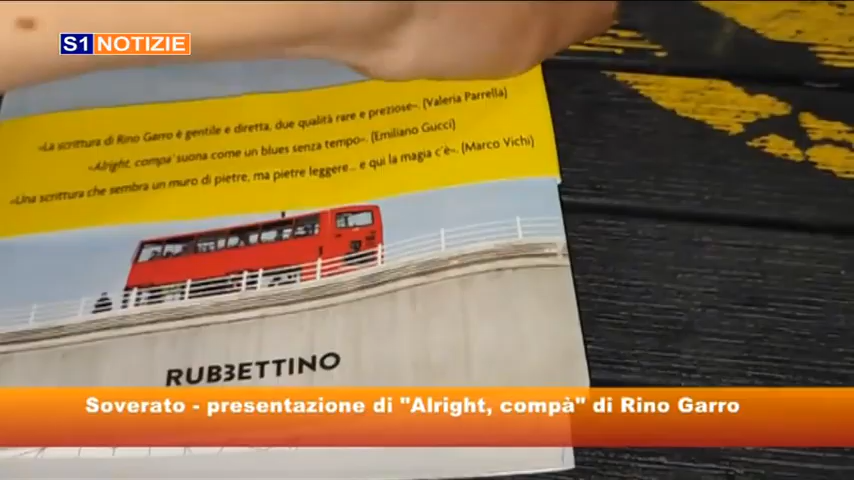 S1 NOTIZIE
«La scrittura di Rino Garro è gentile e diretta, due qualità rare e preziose». (Valeria Parrella)
«Alright, compà suona come un blues senza tempo». (Emiliano Gucci)
«Una scrittura che sembra un muro di pietre, ma pietre leggere... e qui la magia c'è». (Marco Vichi)
RUBBETTINO
Soverato - presentazione di "Alright, compà" di Rino Garro